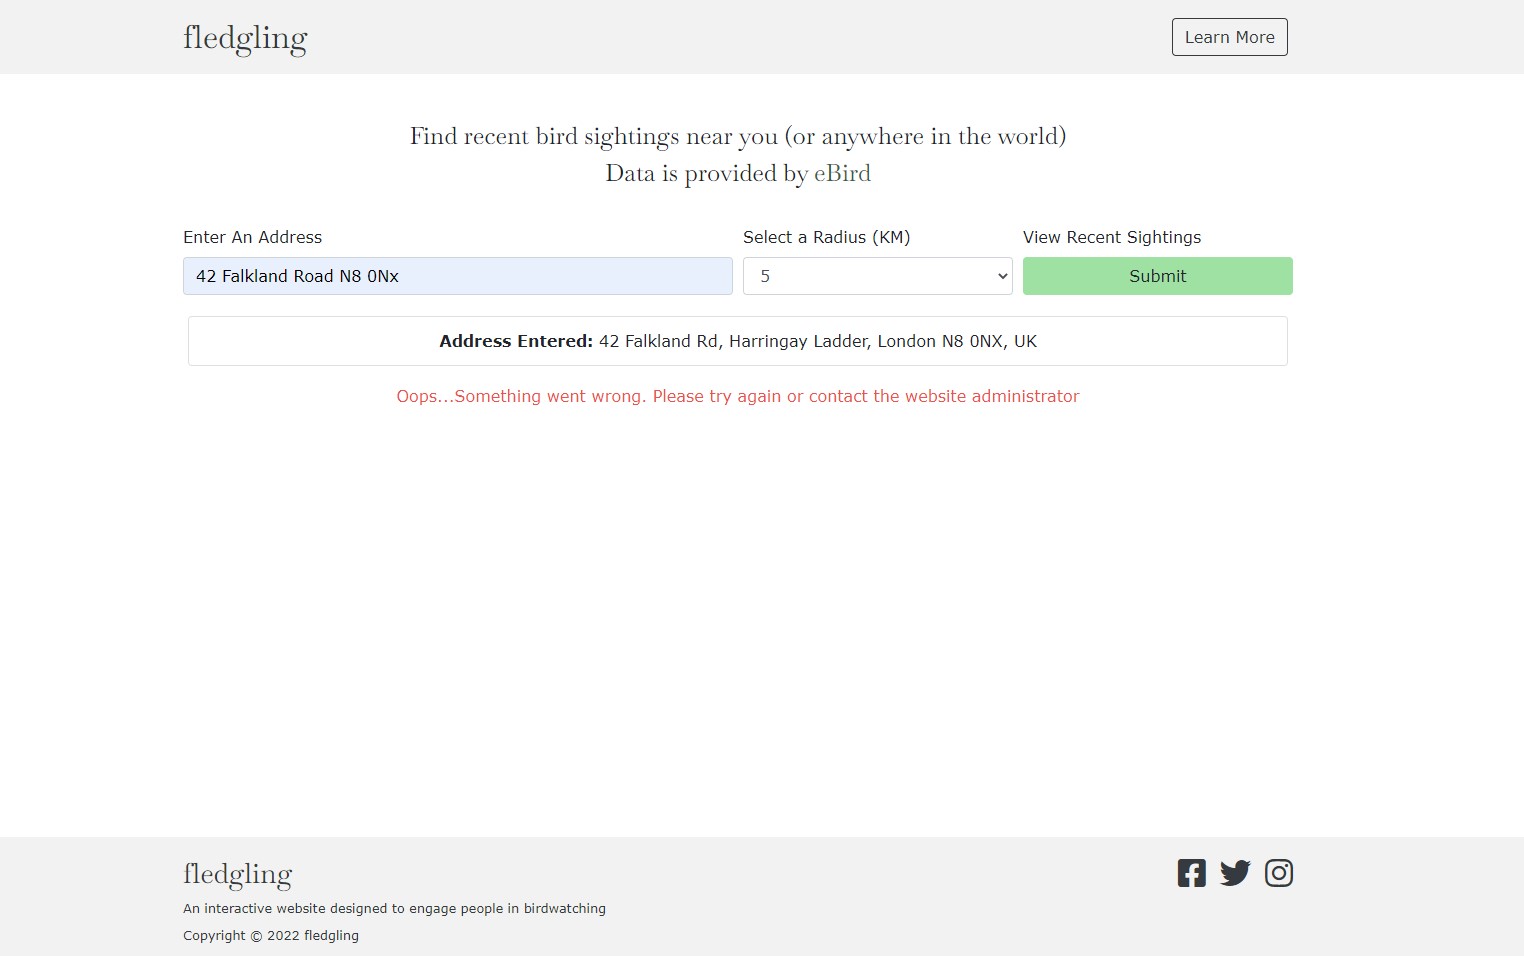 fledgling
Learn More
Find recent bird sightings near you (or anywhere in the world)
Data is provided by eBird
Enter An Address
Select a Radius (KM)
View Recent Sightings
42 Falkland Road N8 0Nx
5
Submit
Address Entered: 42 Falkland Rd, Harringay Ladder, London N8 0NX, UK
Oops...Something went wrong. Please try again or contact the website administrator
fledgling
An interactive website designed to engage people in birdwatching
Copyright © 2022 fledgling